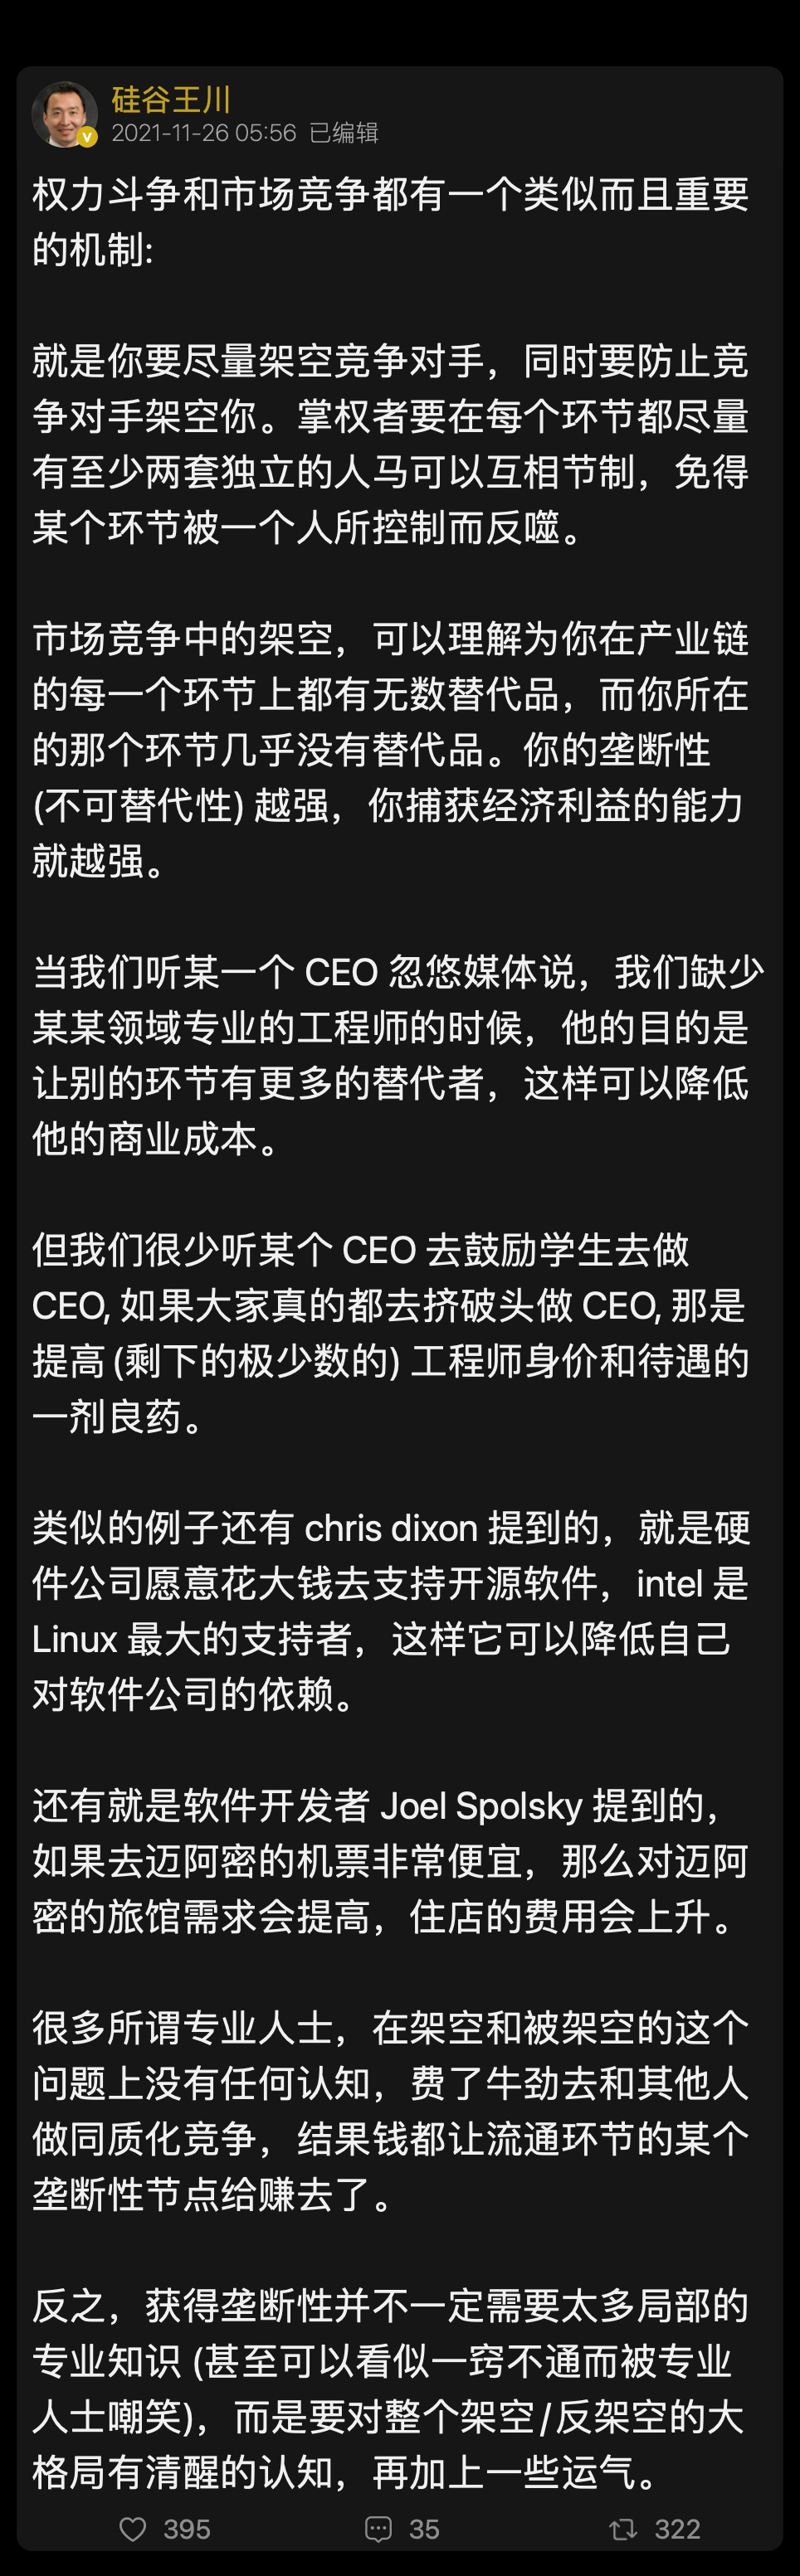 硅谷王川
2021-11-26 05:56 已编辑
权力斗争和市场竞争都有一个类似而且重要
的机制:
就是你要尽量架空竞争对手，同时要防止竞
争对手架空你。掌权者要在每个环节都尽量
有至少两套独立的人马可以互相节制，免得
某个环节被一个人所控制而反噬。
市场竞争中的架空，可以理解为你在产业链
的每一个环节上都有无数替代品，而你所在
的那个环节几乎没有替代品。你的垄断性
(不可替代性) 越强，你捕获经济利益的能力
就越强。
当我们听某一个 CEO 忽悠媒体说，我们缺少
某某领域专业的工程师的时候，他的目的是
让别的环节有更多的替代者，这样可以降低
他的商业成本。
但我们很少听某个 CEO 去鼓励学生去做
CEO, 如果大家真的都去挤破头做 CEO, 那是
提高 (剩下的极少数的) 工程师身价和待遇的
一剂良药。
类似的例子还有 chris dixon 提到的，就是硬
件公司愿意花大钱去支持开源软件，intel 是
Linux 最大的支持者，这样它可以降低自己
对软件公司的依赖。
还有就是软件开发者 Joel Spolsky 提到的，
如果去迈阿密的机票非常便宜，那么对迈阿
密的旅馆需求会提高，住店的费用会上升。
很多所谓专业人士，在架空和被架空的这个
问题上没有任何认知，费了牛劲去和其他人
做同质化竞争，结果钱都让流通环节的某个
垄断性节点给赚去了。
反之，获得垄断性并不一定需要太多局部的
专业知识 (甚至可以看似一窍不通而被专业
人士嘲笑)，而是要对整个架空/反架空的大
格局有清醒的认知，再加上一些运气。
395 35 322